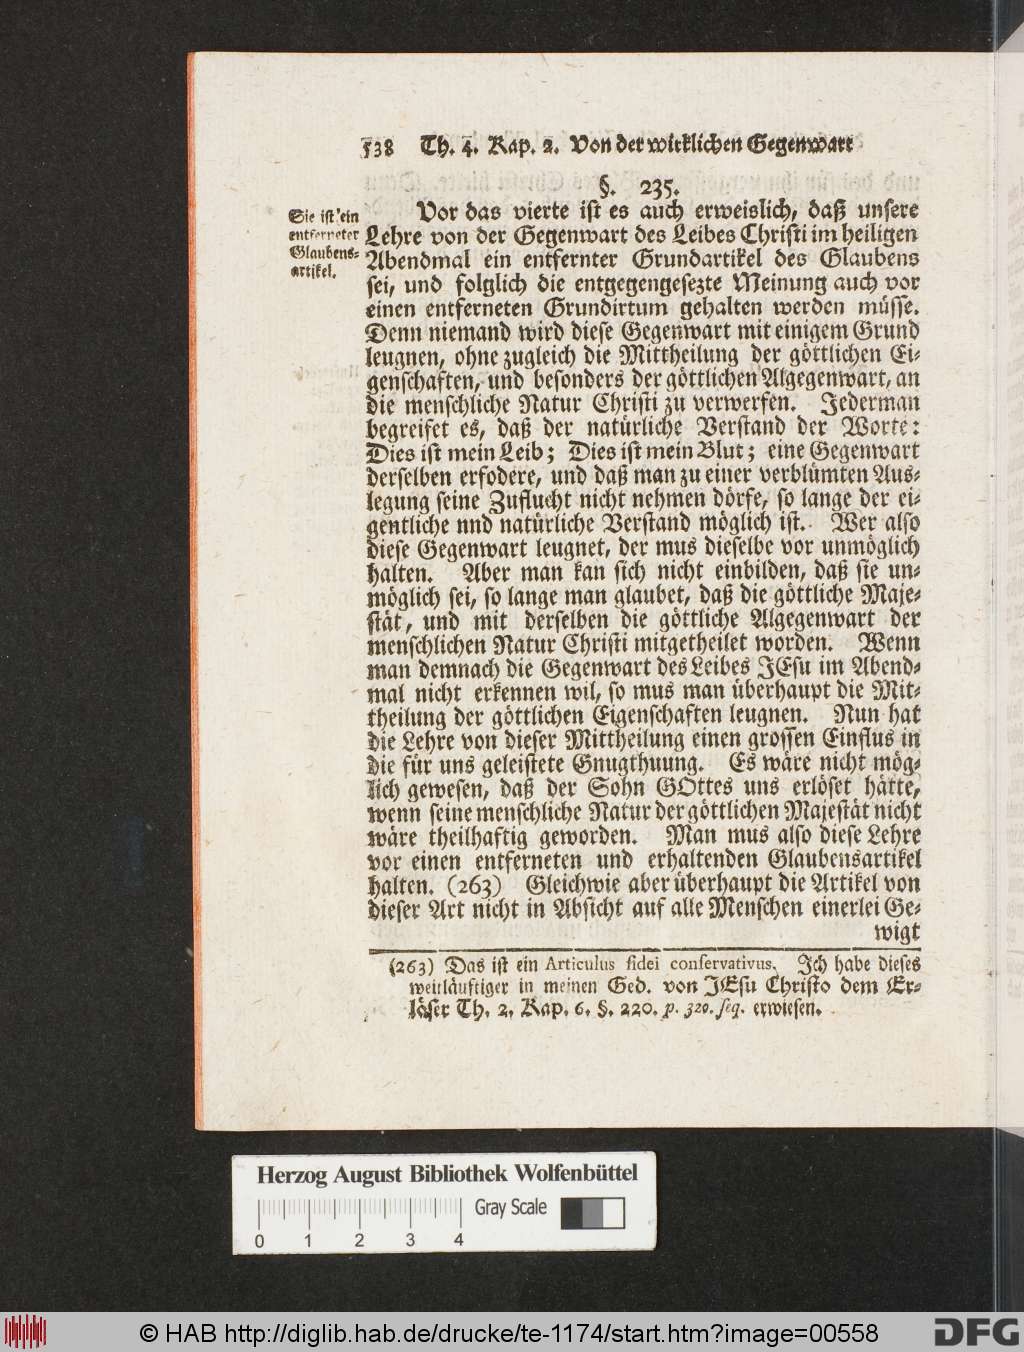 538 Th. 4. Kap. 2. Von der wirklichen Gegenwart
§. 235.
Sie ist ein
entferneter
Glaubens-
artikel.
Vor das vierte ist es auch erweislich, daß unsere
Lehre von der Gegenwart des Leibes Christi im heiligen
Abendmal ein entfernter Grundartikel des Glaubens
sei, und folglich die entgegengesezte Meinung auch vor
einen entferneten Grundirtum gehalten werden müsse.
Denn niemand wird diese Gegenwart mit einigem Grund
leugnen, ohne zugleich die Mittheilung der göttlichen Ei-
genschaften, und besonders der göttlichen Algegenwart, an
die menschliche Natur Christi zu verwerfen. Jederman
begreifet es, daß der natürliche Verstand der Worte:
Dies ist mein Leib; Dies ist mein Blut; eine Gegenwart
derselben erfodere, und daß man zu einer verblümten Aus-
legung seine Zuflucht nicht nehmen dörfe, so lange der ei-
gentliche nnd natürliche Verstand möglich ist. Wer also
diese Gegenwart leugnet, der mus dieselbe vor unmöglich
halten. Aber man kan sich nicht einbilden, daß sie un-
möglich sei, so lange man glaubet, daß die göttliche Maje-
stät, und mit derselben die göttliche Algegenwart der
menschlichen Natur Christi mitgetheilet worden. Wenn
man demnach die Gegenwart des Leibes JEsu im Abend-
mal nicht erkennen wil, so mus man überhaupt die Mit-
theilung der göttlichen Eigenschaften leugnen. Nun hat
die Lehre von dieser Mittheilung einen grossen Einflus in
die für uns geleistete Gnugthuung. Es wäre nicht mög-
lich gewesen, daß der Sohn GOttes uns erlöset hätte,
wenn seine menschliche Natur der göttlichen Majestät nicht
wäre theilhaftig geworden. Man mus also diese Lehre
vor einen entferneten und erhaltenden Glaubensartikel
halten. (263) Gleichwie aber überhaupt die Artikel von
dieser Art nicht in Absicht auf alle Menschen einerlei Ge-
wigt
(263) Das ist ein Articulus fidei conservativus. Ich habe dieses
weitläuftiger in meinen Ged. von JEsu Christo dem Er-
löser Th. 2. Kap. 6. §. 220. p. 320. seq. erwiesen.
Herzog August Bibliothek Wolfenbüttel
Gray Scale
0 1 2 3 4
© HAB http://diglib.hab.de/drucke/te-1174/start.htm?image=00558
DFG